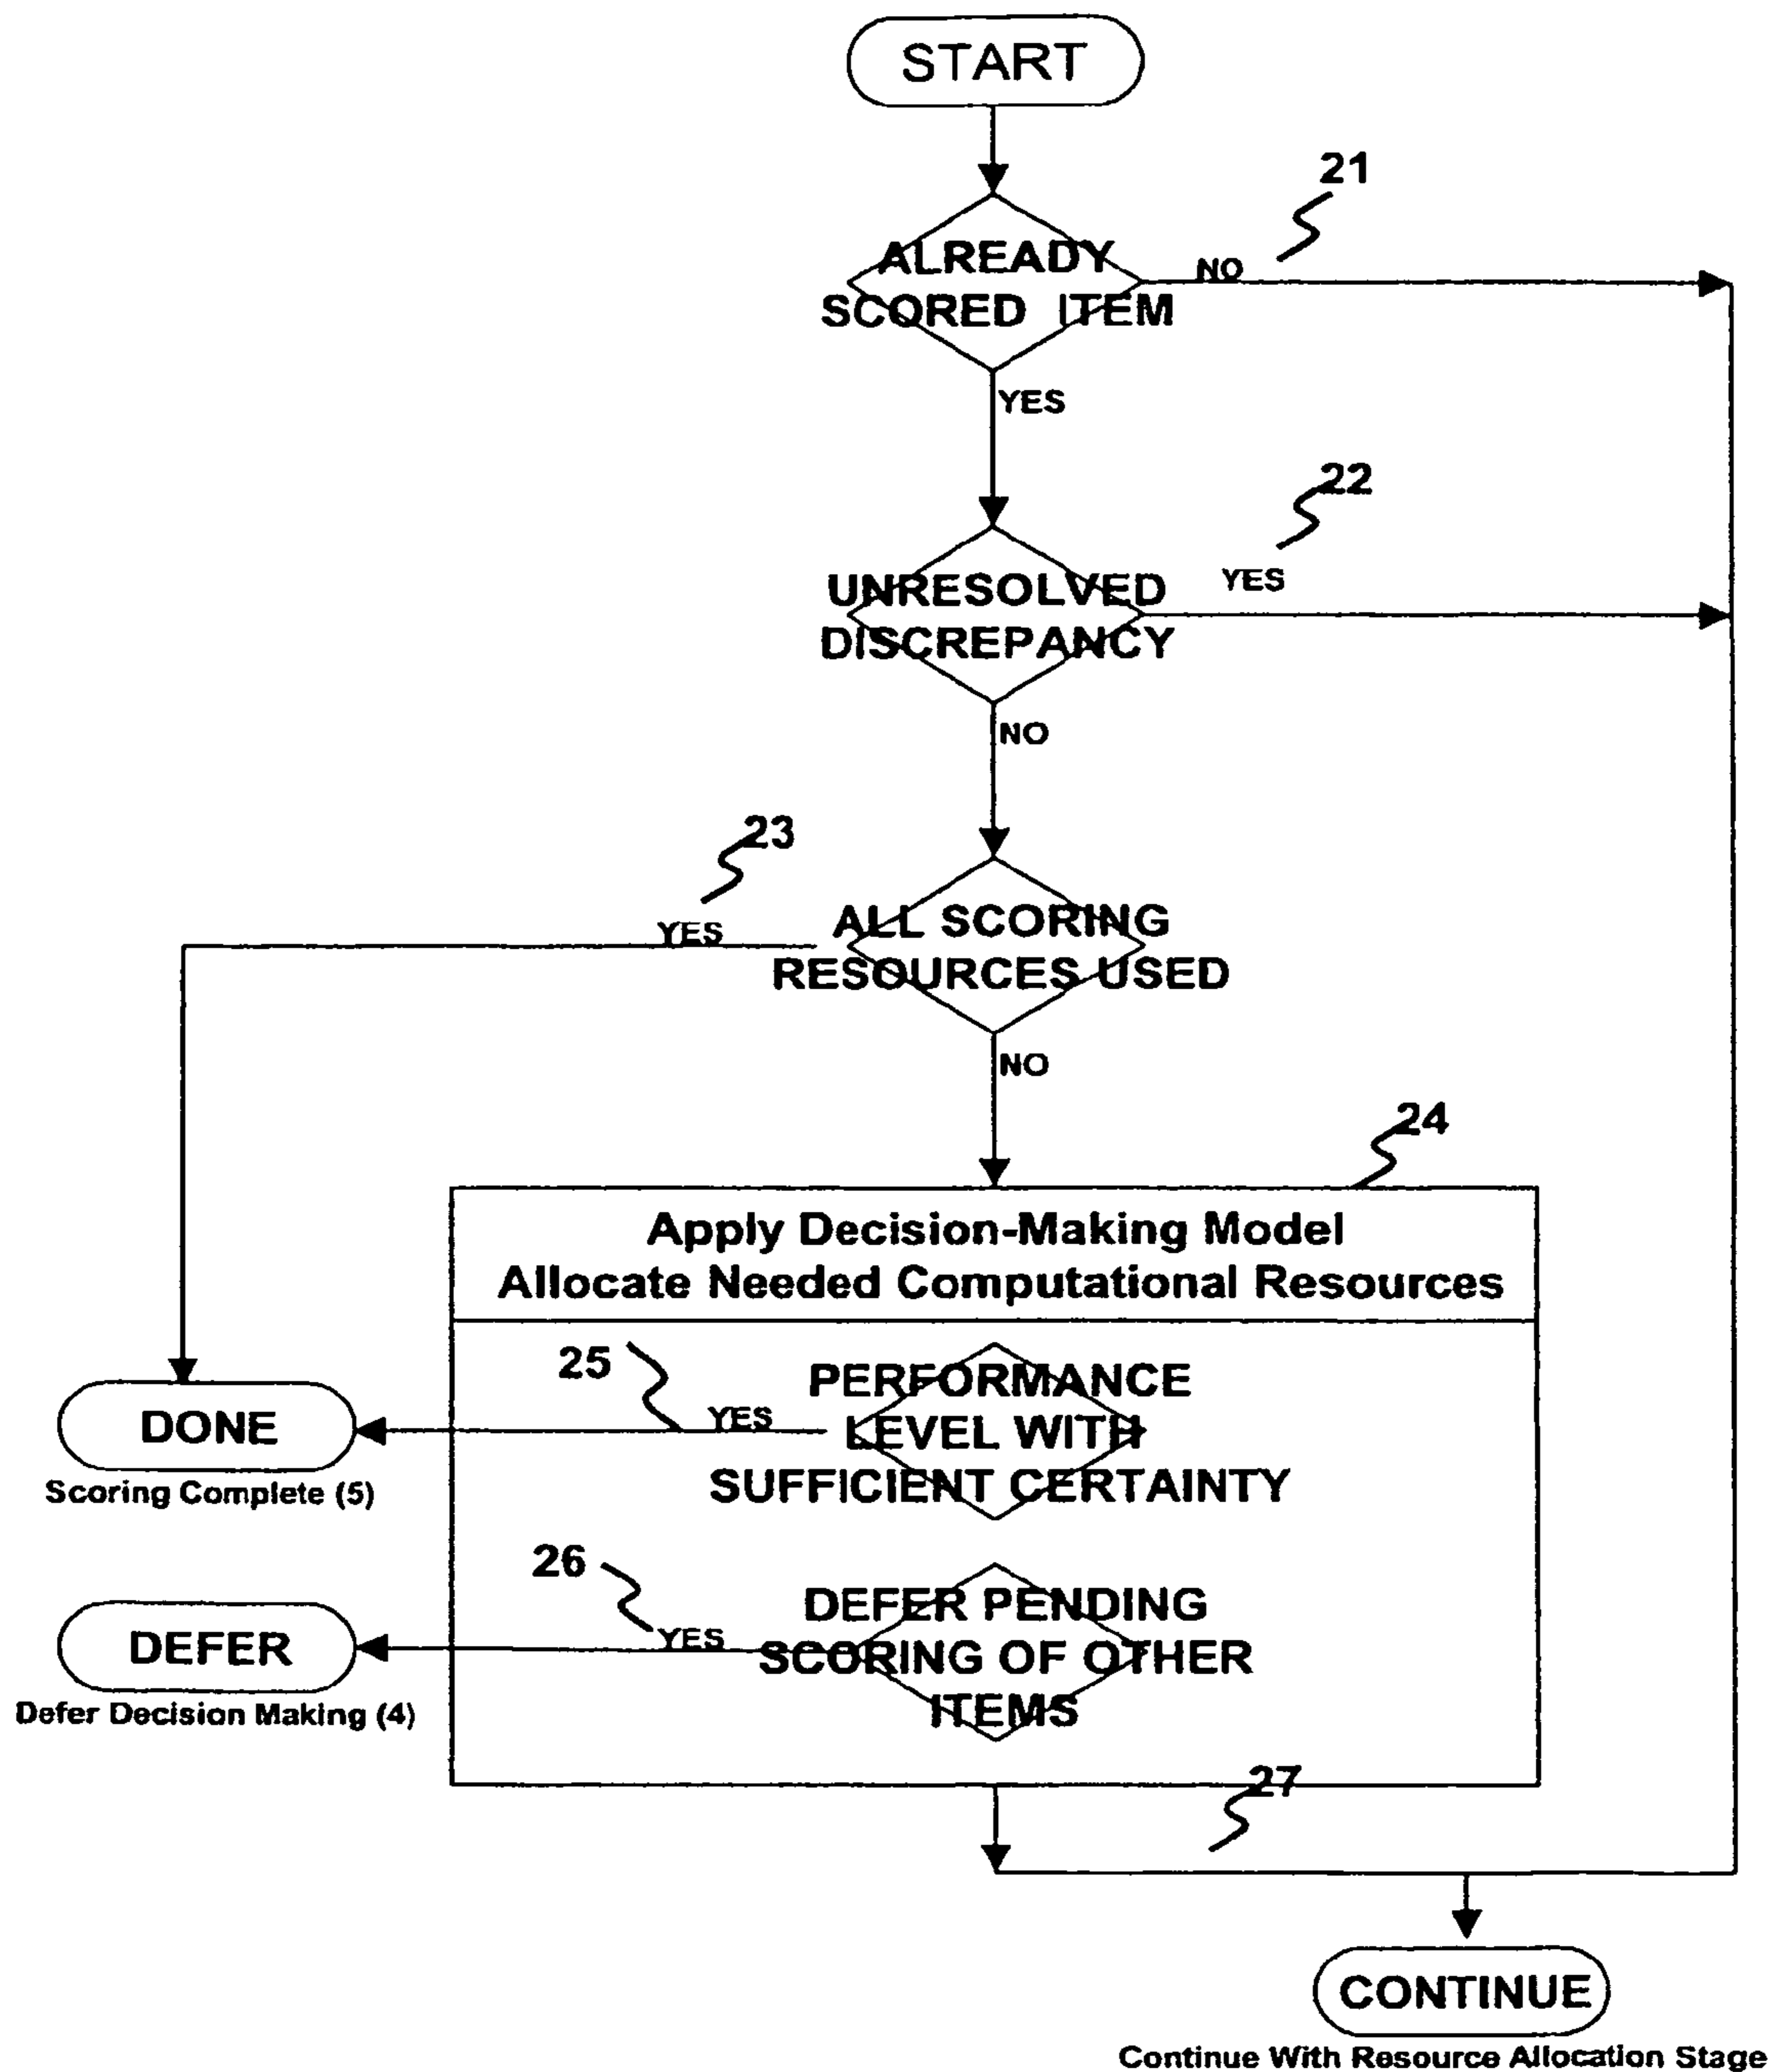 START
21
ALREADY
NO
SCORED ITEM
YES
22
UNRESOLVED
YES
DISCREPANCY
NO
23
ALL SCORING
YES
RESOURCES USED
NO
24
Apply Decision-Making Model
Allocate Needed Computational Resources
25
PERFORMANCE
LEVEL WITH
SUFFICIENT CERTAINTY
YES
DONE
Scoring Complete (5)
26
DEFER PENDING
SCORING OF OTHER
ITEMS
YES
DEFER
Defer Decision Making (4)
27
CONTINUE
Continue With Resource Allocation Stage